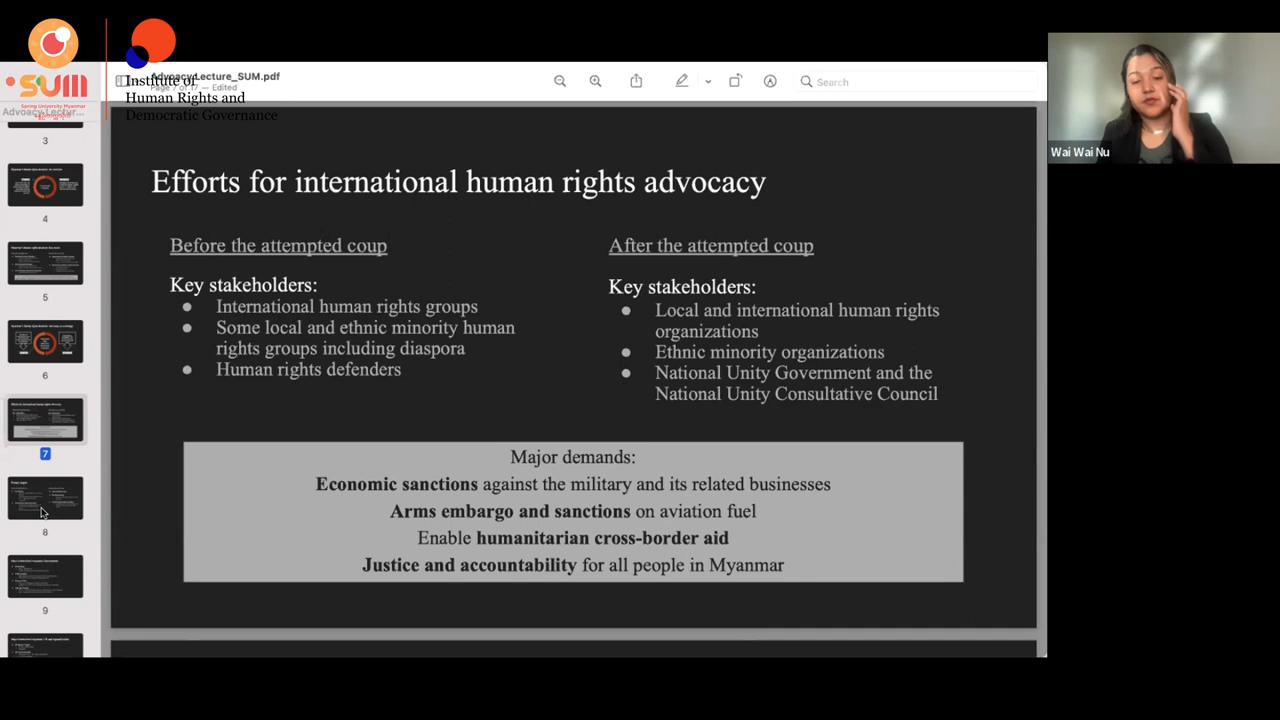 SUM
Spring University Myanmar
Institute of
Human Rights and
Democratic Governance
Advocacy Lecture_SUM.pdf
Page 7 of 17 — Edited
Search
Wai Wai Nu
Advoacy Lectur...
3
4
5
6
7
8
9
Efforts for international human rights advocacy
Before the attempted coup
Key stakeholders:
● International human rights groups
● Some local and ethnic minority human
rights groups including diaspora
● Human rights defenders
After the attempted coup
Key stakeholders:
● Local and international human rights
organizations
● Ethnic minority organizations
● National Unity Government and the
National Unity Consultative Council
Major demands:
Economic sanctions against the military and its related businesses
Arms embargo and sanctions on aviation fuel
Enable humanitarian cross-border aid
Justice and accountability for all people in Myanmar